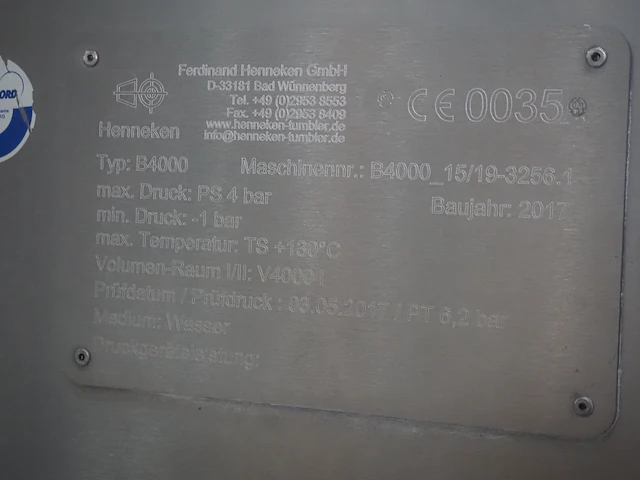 ORD
Ferdinand Henneken GmbH
D-33181 Bad Wünnenberg
Tel. +49 (0)2953 8553
Fax. +49 (0)2953 8409
www.henneken-tumbler.de
info@henneken-tumbler.de
Henneken
CE 0035
Typ: B4000 Maschinennr.: B4000_15/19-3256.1
max. Druck: PS 4 bar Baujahr: 2017
min. Druck: -1 bar
max. Temperatur: TS +130°C
Volumen-Raum I/II: V4000 l
Prüfdatum / Prüfdruck : 03.05.2017 / PT 6,2 bar
Medium: Wasser
Druckgeräteleistung: